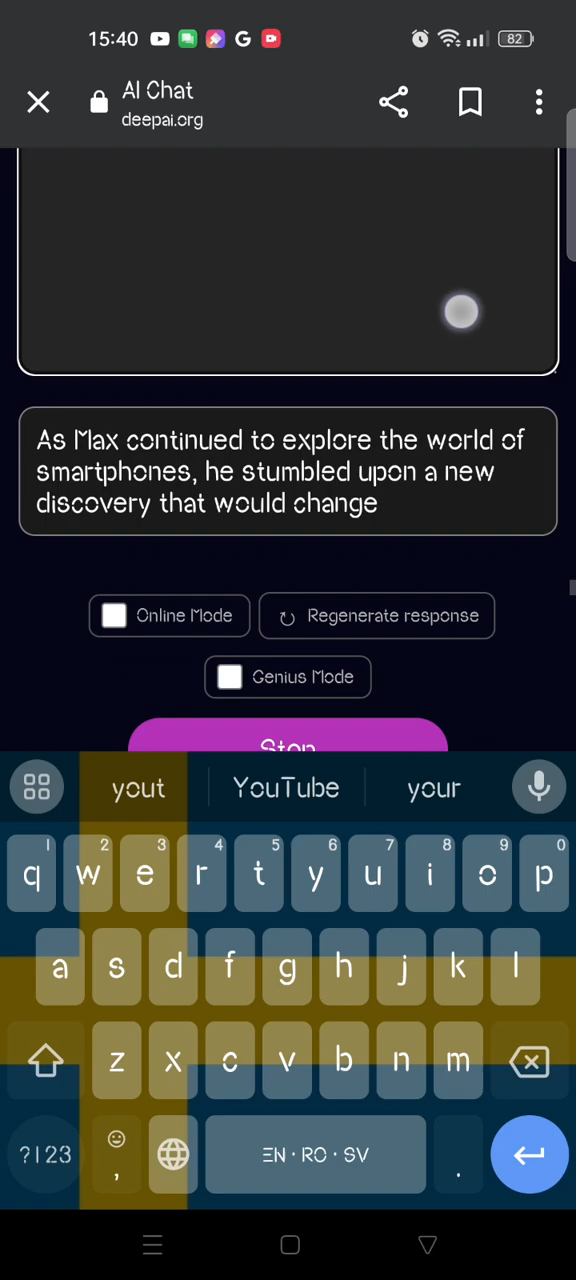 15:40
G
82
AI Chat
deepai.org
As Max continued to explore the world of
smartphones, he stumbled upon a new
discovery that would change
Online Mode
Regenerate response
Genius Mode
Stop
yout YouTube your
1 2 3 4 5 6 7 8 9 0
q w e r t y u i o p
a s d f g h j k l
z x c v b n m
?123 , EN · RO · SV .